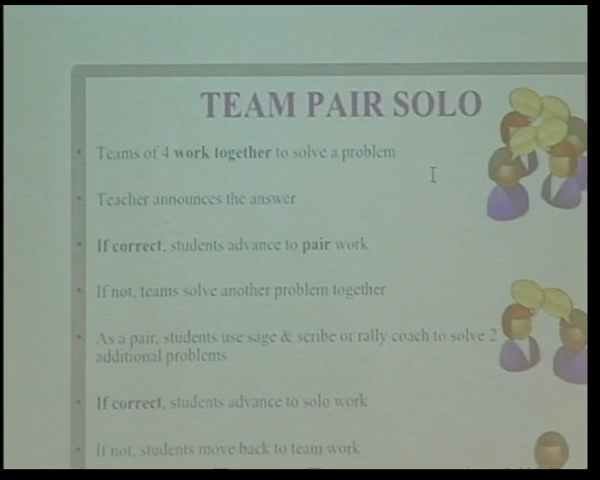 TEAM PAIR SOLO
• Teams of 4 work together to solve a problem
• Teacher announces the answer
• If correct, students advance to pair work
• If not, teams solve another problem together
• As a pair, students use sage & scribe or rally coach to solve 2
additional problems
• If correct, students advance to solo work
• If not, students move back to team work